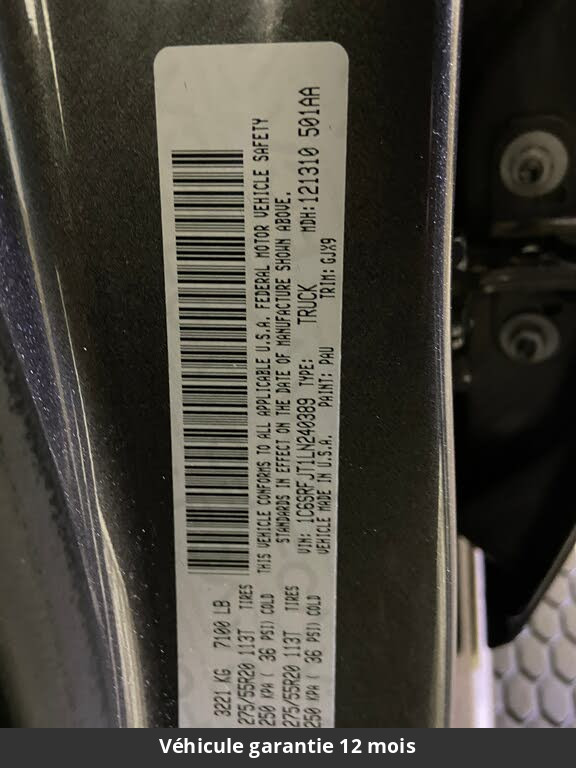 3221 KG 7100 LB
275/55R20 113T TIRES
250 KPA ( 36 PSI) COLD
275/55R20 113T TIRES
250 KPA ( 36 PSI) COLD
THIS VEHICLE CONFORMS TO ALL APPLICABLE U.S.A. FEDERAL MOTOR VEHICLE SAFETY
STANDARDS IN EFFECT ON THE DATE OF MANUFACTURE SHOWN ABOVE.
VIN: 1C6SRFJT1LN240389 TYPE: TRUCK MDH: 121310 501AA
VEHICLE MADE IN U.S.A. PAINT: PAU TRIM: GJX9
Véhicule garantie 12 mois